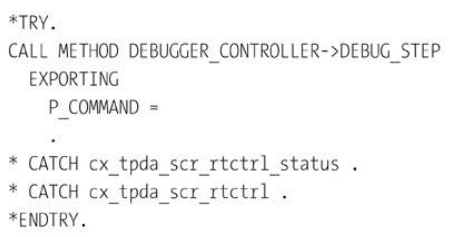 *TRY.
CALL METHOD DEBUGGER_CONTROLLER->DEBUG_STEP
EXPORTING
P_COMMAND =
.
* CATCH cx_tpda_scr_rtctrl_status .
* CATCH cx_tpda_scr_rtctrl .
*ENDTRY.